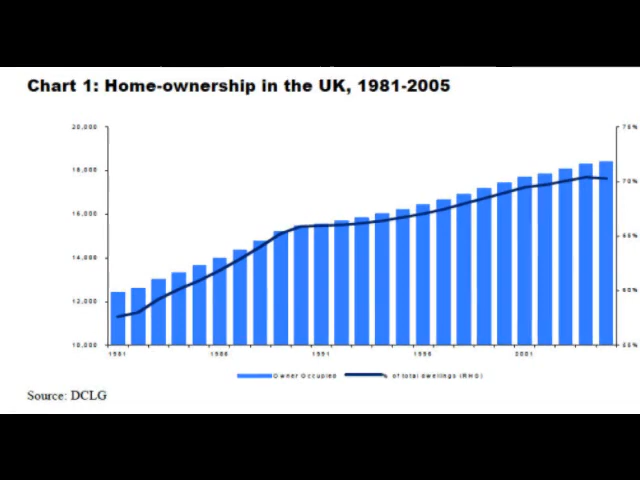 Chart 1: Home-ownership in the UK, 1981-2005
20,000
18,000
16,000
14,000
12,000
10,000
75%
70%
65%
60%
55%
1981 1986 1991 1996 2001
Owner Occupied % of total dwellings (RHS)
Source: DCLG